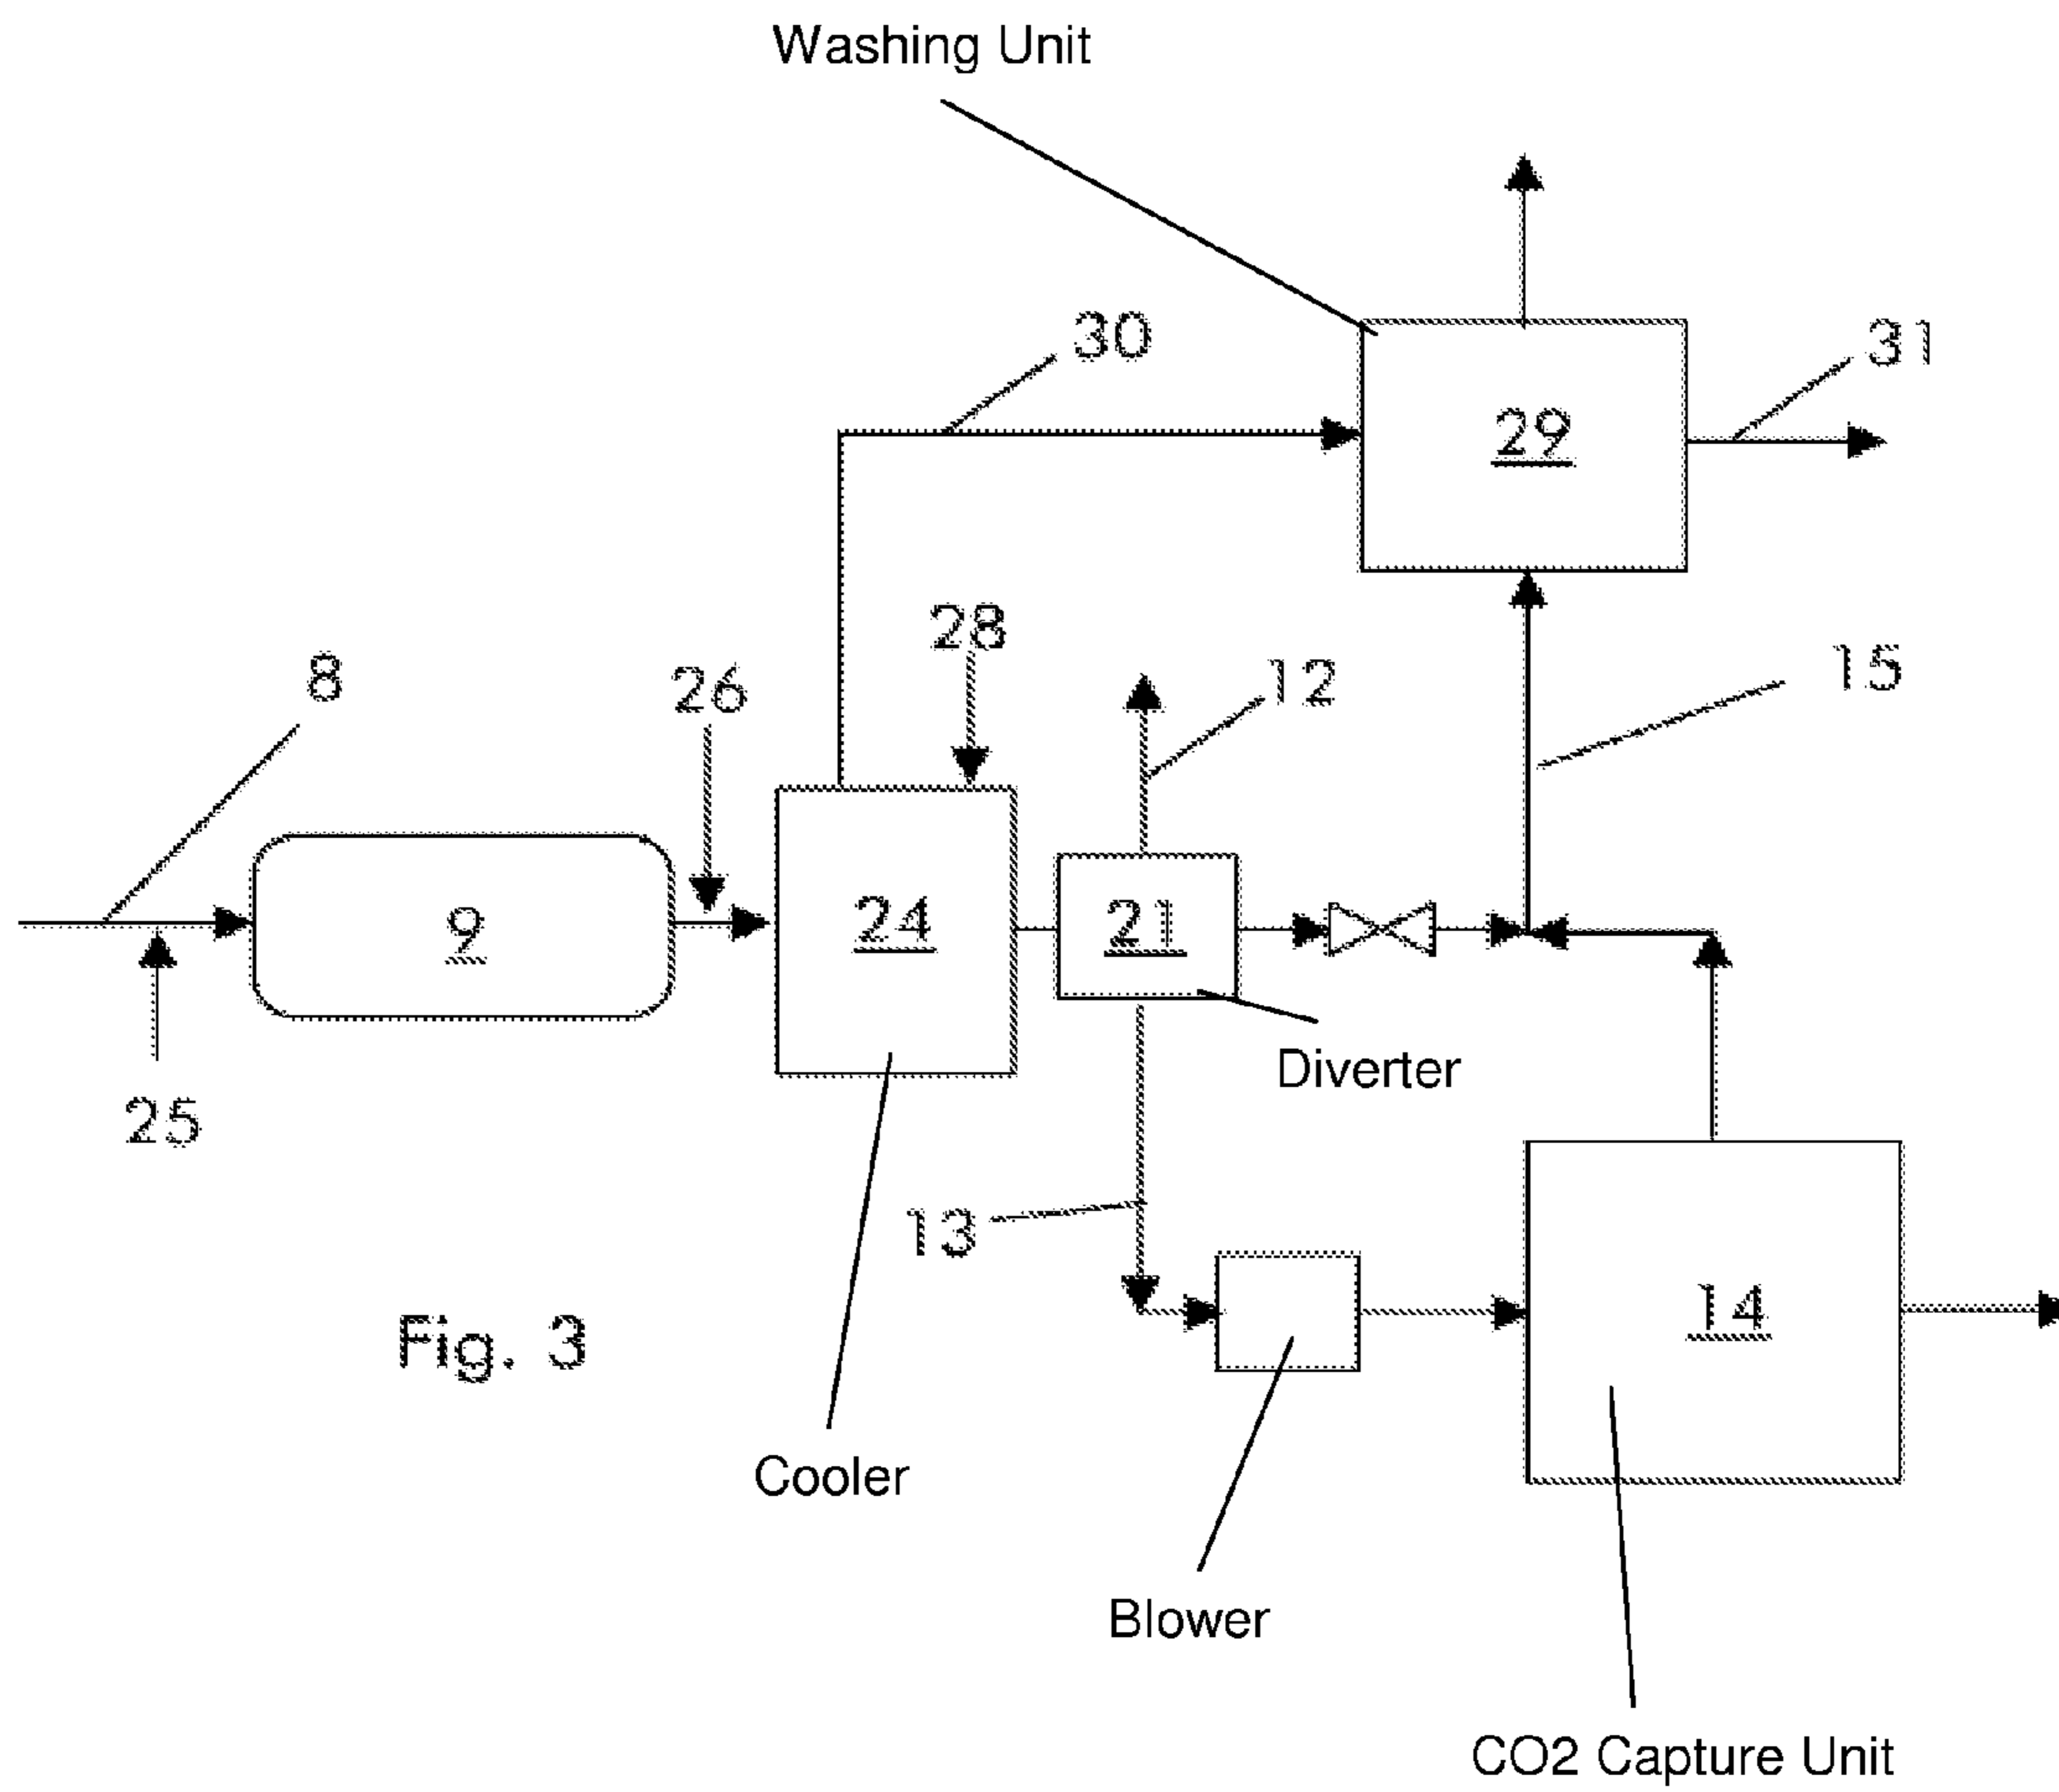 Washing Unit
30
31
29
28
8
26
12
15
9
24
21
Diverter
25
13
14
Fig. 3
Cooler
Blower
CO2 Capture Unit